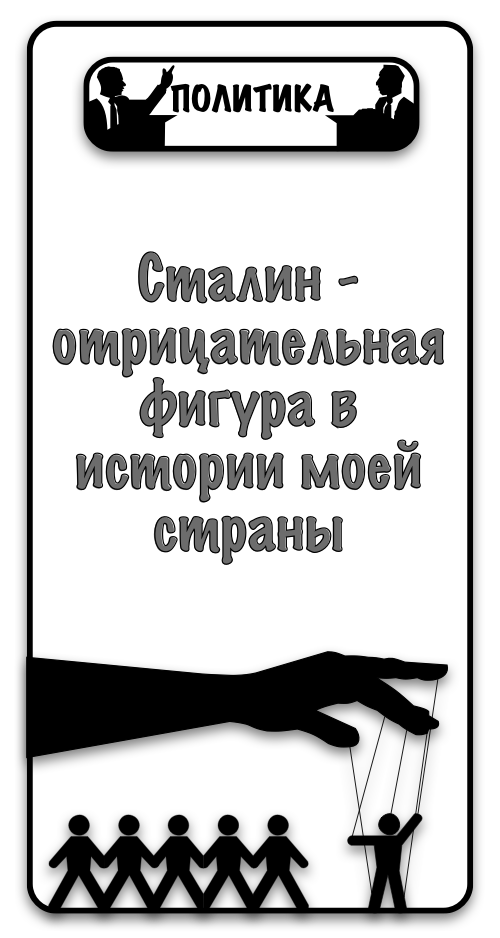 ПОЛИТИКА
Сталин -
отрицательная
фигура в
истории моей
страны